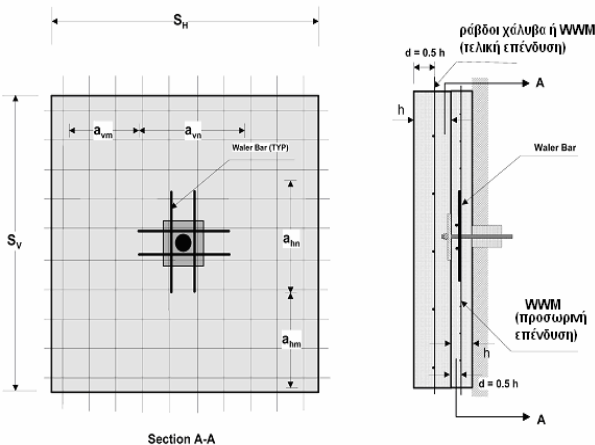 S_H
ράβδοι χάλυβα ή WWM
(τελική επένδυση)
d = 0.5 h
A
h
a_vm
a_vn
Waler Bar (TYP)
Waler Bar
S_V
a_hn
a_hm
WWM
(προσωρινή
επένδυση)
h
d = 0.5 h
A
Section A-A